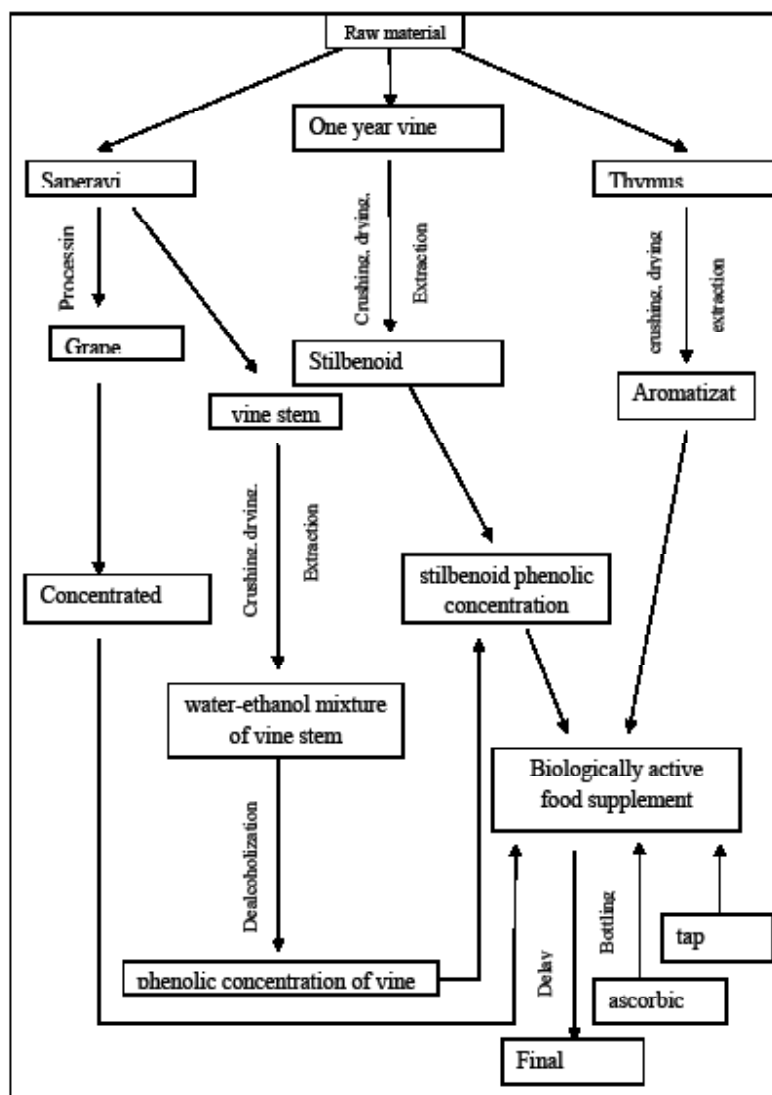 Raw material
One year vine
Saperavi
Thymus
Processin
Crushing, drying,
Extraction
crushing, drying
extraction
Grape
Stilbenoid
Aromatizat
vine stem
Crushing, drying,
Extraction
stilbenoid phenolic
concentration
Concentrated
water-ethanol mixture
of vine stem
Biologically active
food supplement
Dealcoholization
Delay
Bottling
tap
phenolic concentration of vine
ascorbic
Final